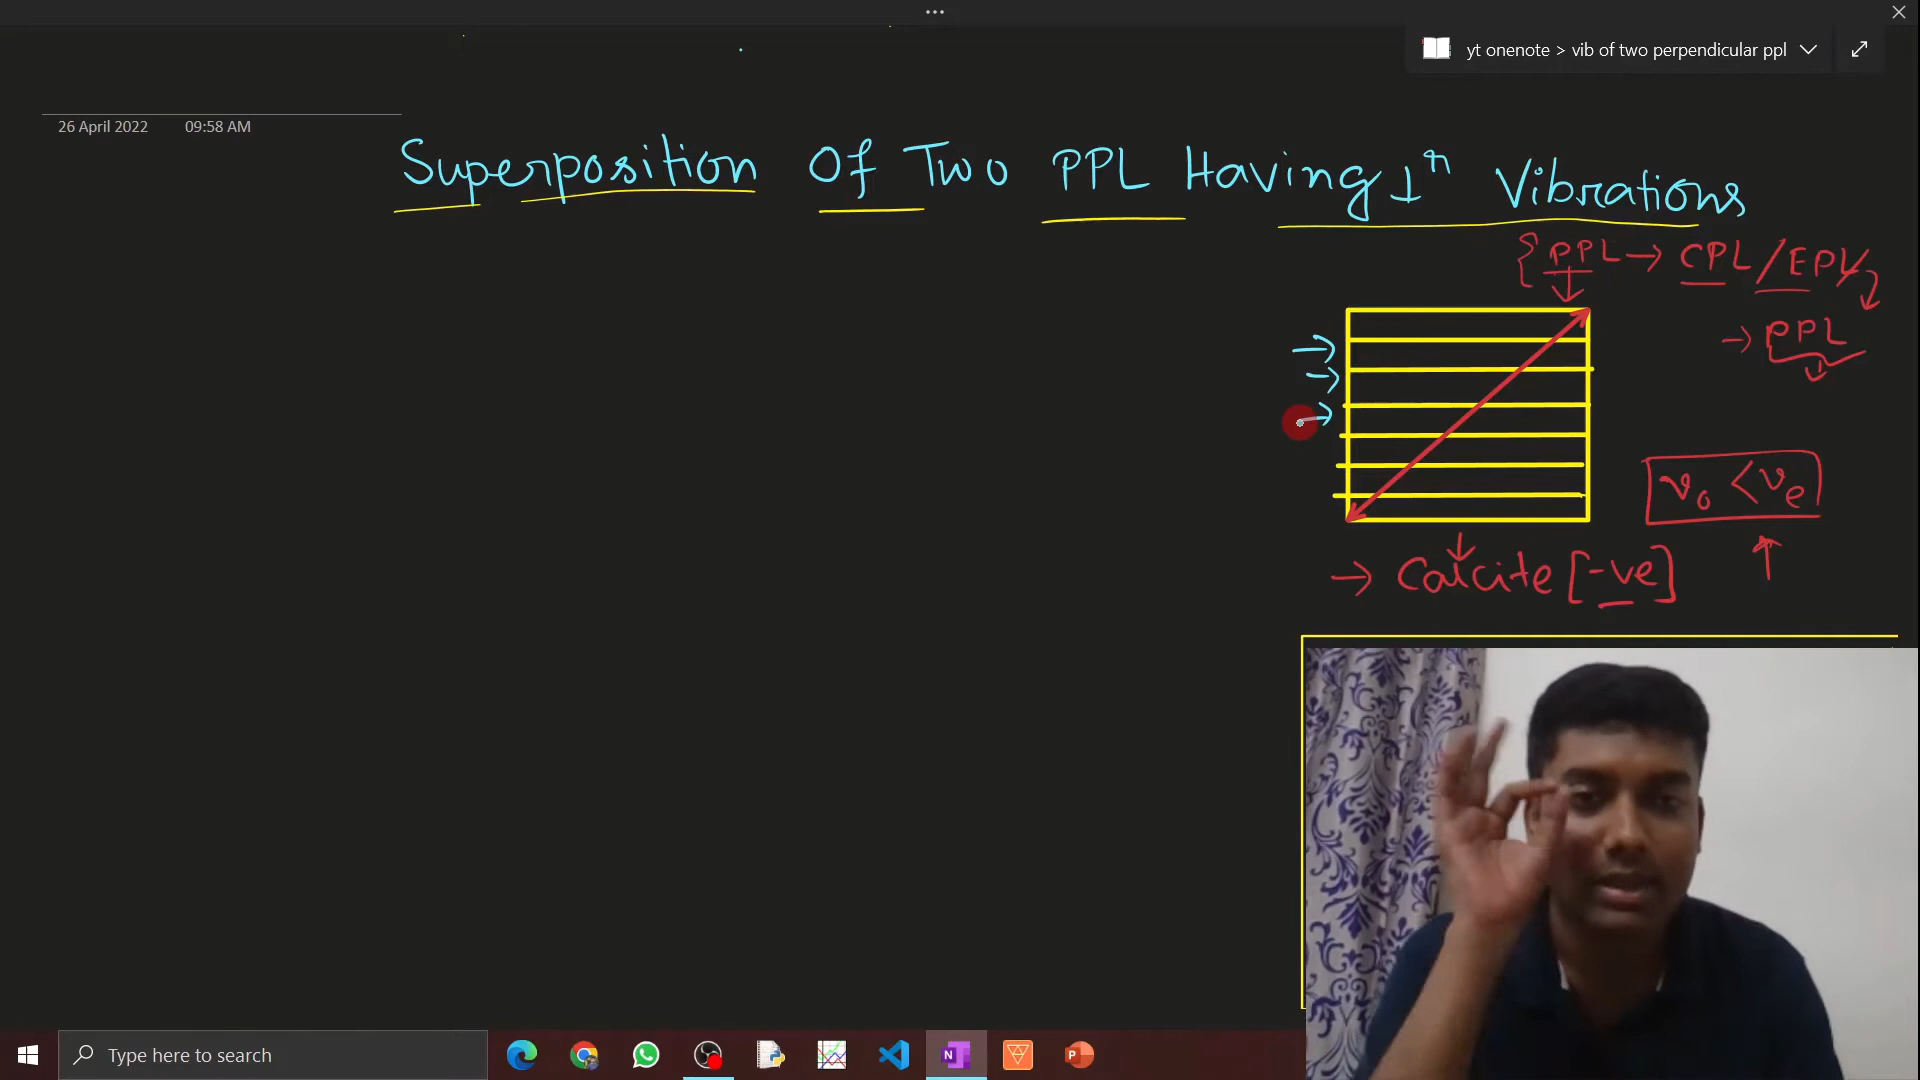 yt onenote > vib of two perpendicular ppl
26 April 2022 09:58 AM
Superposition Of Two PPL Having ⊥ⁿ Vibrations
{ PPL → CPL / EPL
→ PPL
v₀ < vₑ
→ Calcite [-ve]
Type here to search